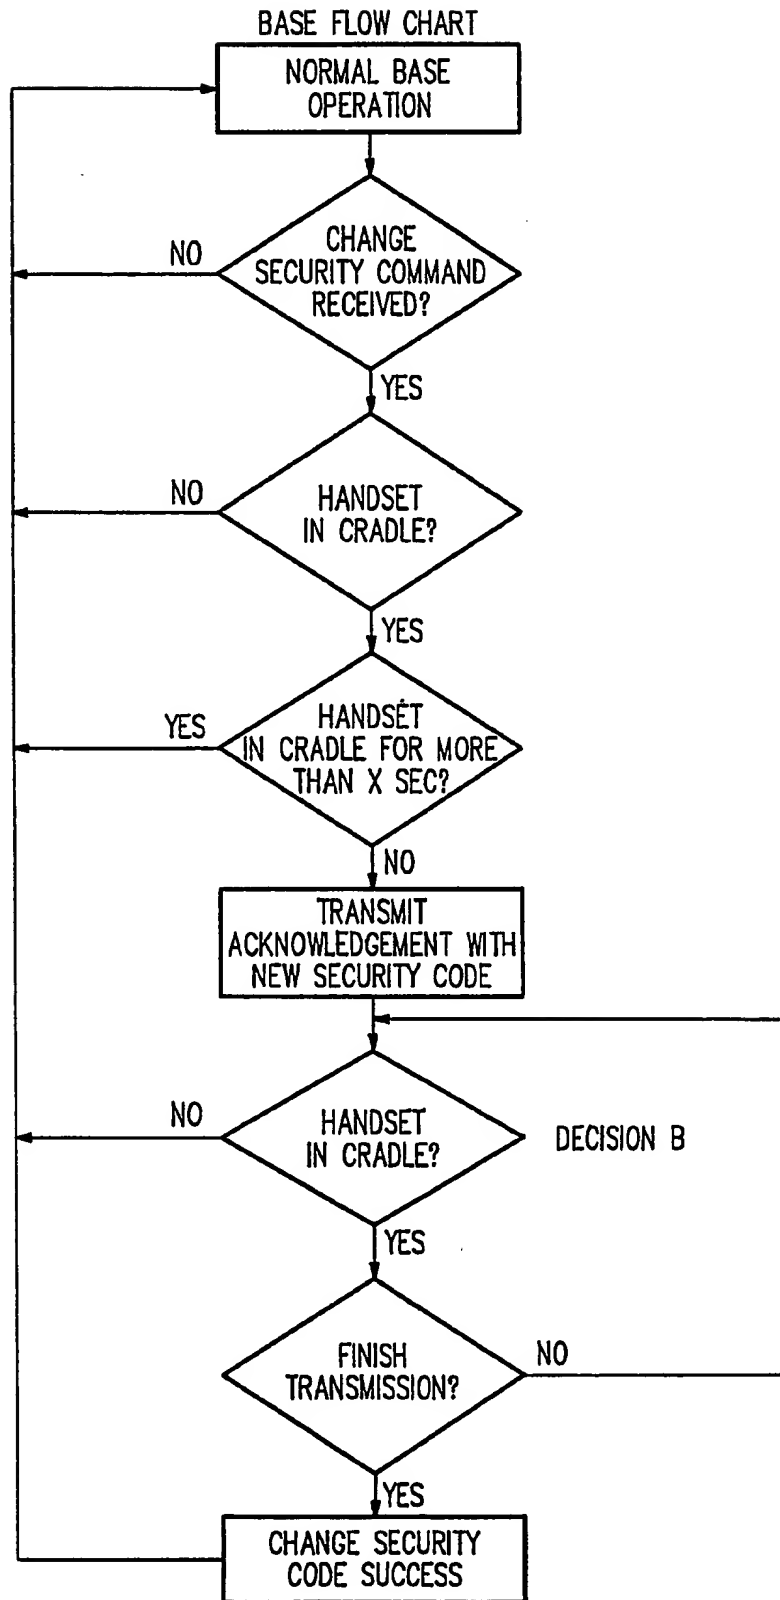 BASE FLOW CHART
NORMAL BASE
OPERATION
CHANGE
SECURITY COMMAND
RECEIVED?
NO
YES
HANDSET
IN CRADLE?
NO
YES
HANDSET
IN CRADLE FOR MORE
THAN X SEC?
YES
NO
TRANSMIT
ACKNOWLEDGEMENT WITH
NEW SECURITY CODE
HANDSET
IN CRADLE?
NO
DECISION B
YES
FINISH
TRANSMISSION?
NO
YES
CHANGE SECURITY
CODE SUCCESS